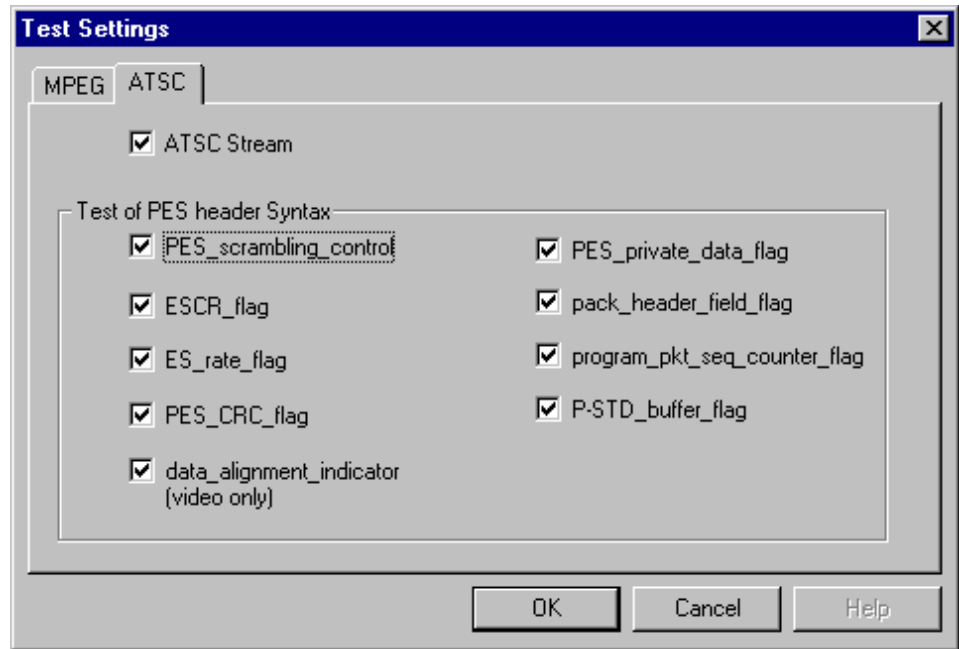 Test Settings
MPEG ATSC
ATSC Stream
Test of PES header Syntax
PES_scrambling_control
PES_private_data_flag
ESCR_flag
pack_header_field_flag
ES_rate_flag
program_pkt_seq_counter_flag
PES_CRC_flag
P-STD_buffer_flag
data_alignment_indicator
(video only)
OK Cancel Help